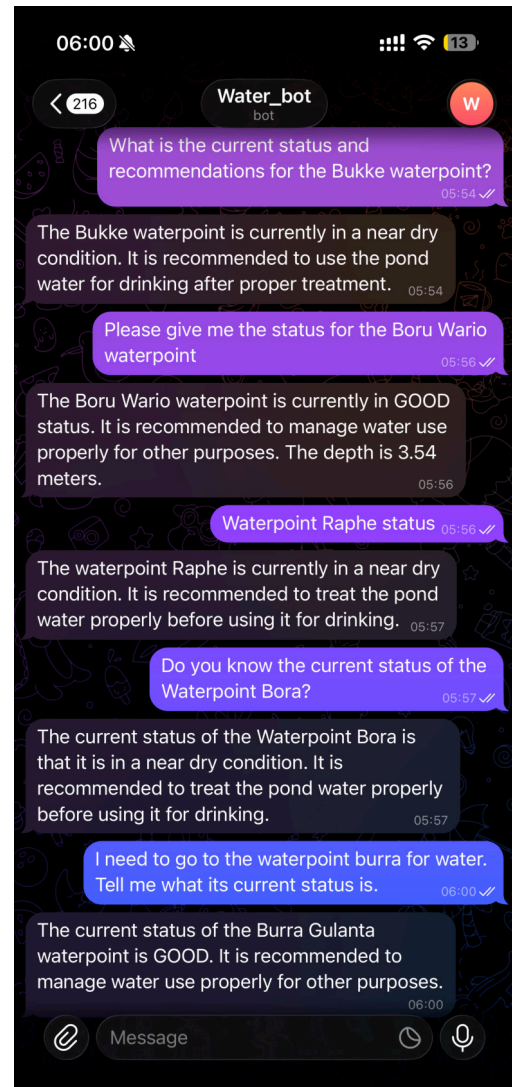 06:00
13
216
Water_bot
bot
W
What is the current status and
recommendations for the Bukke waterpoint?
05:54
The Bukke waterpoint is currently in a near dry
condition. It is recommended to use the pond
water for drinking after proper treatment.
05:54
Please give me the status for the Boru Wario
waterpoint
05:56
The Boru Wario waterpoint is currently in GOOD
status. It is recommended to manage water use
properly for other purposes. The depth is 3.54
meters.
05:56
Waterpoint Raphe status
05:56
The waterpoint Raphe is currently in a near dry
condition. It is recommended to treat the pond
water properly before using it for drinking.
05:57
Do you know the current status of the
Waterpoint Bora?
05:57
The current status of the Waterpoint Bora is
that it is in a near dry condition. It is
recommended to treat the pond water properly
before using it for drinking.
05:57
I need to go to the waterpoint burra for water.
Tell me what its current status is.
06:00
The current status of the Burra Gulanta
waterpoint is GOOD. It is recommended to
manage water use properly for other purposes.
06:00
Message